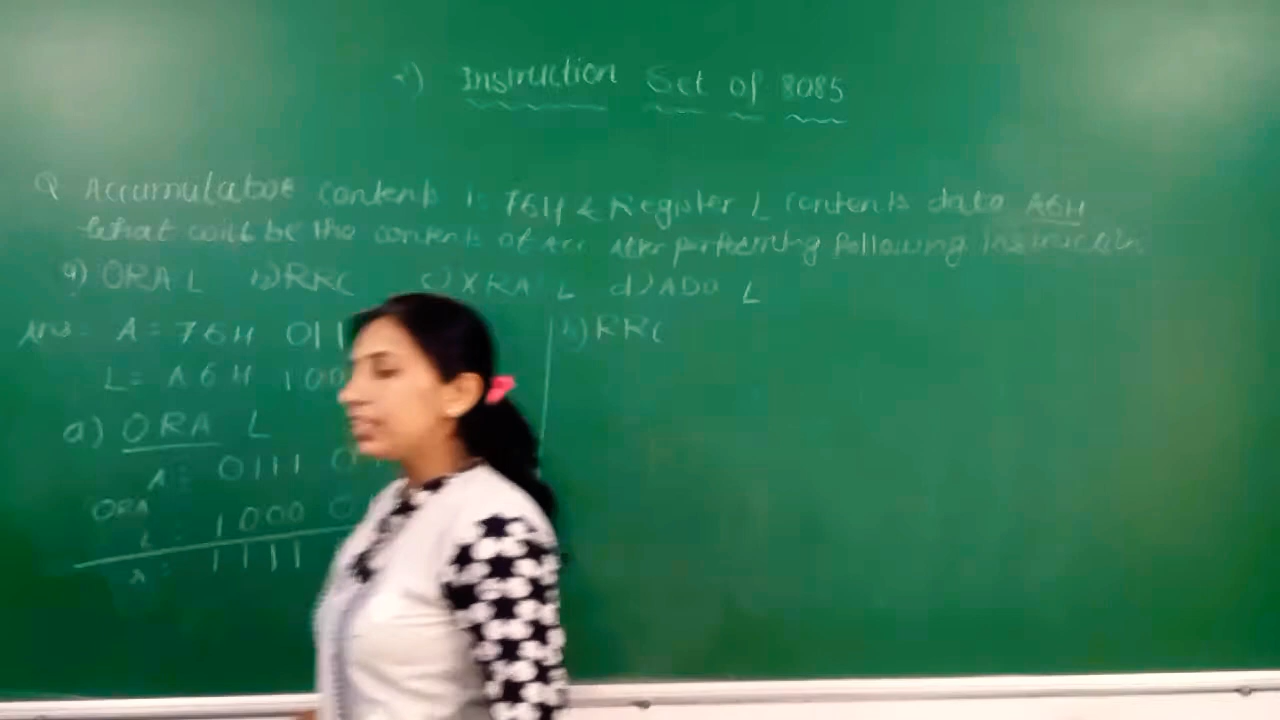 Instruction Set of 8085
Q Accumulator contents is 76H & Register L contents data A6H
What will be the contents of Acc after performing following instruction
a) ORA L b) RRC c) XRA L d) ADD L
Ans = A = 76H 011
L = A6H 100
a) ORA L
A = 0111 0
ORA
L = 1000 0
A = 1111
b) RRC